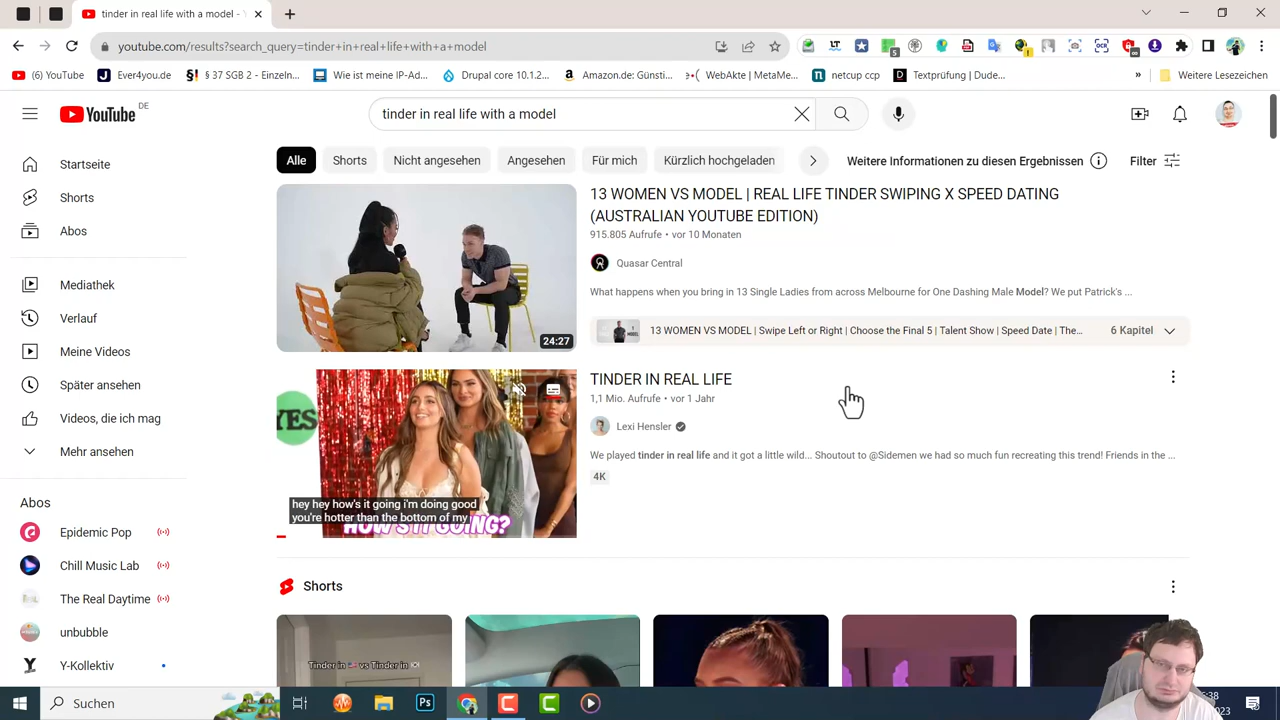 tinder in real life with a model - Y
youtube.com/results?search_query=tinder+in+real+life+with+a+model
(6) YouTube
Ever4you.de
§ 37 SGB 2 - Einzeln...
Wie ist meine IP-Ad...
Drupal core 10.1.2...
Amazon.de: Günsti...
WebAkte | MetaMe...
netcup ccp
Textprüfung | Dude...
»
Weitere Lesezeichen
YouTube DE
tinder in real life with a model
Alle
Shorts
Nicht angesehen
Angesehen
Für mich
Kürzlich hochgeladen
Weitere Informationen zu diesen Ergebnissen
Filter
Startseite
Shorts
Abos
Mediathek
Verlauf
Meine Videos
Später ansehen
Videos, die ich mag
Mehr ansehen
Abos
Epidemic Pop
Chill Music Lab
The Real Daytime
unbubble
Y-Kollektiv
24:27
13 WOMEN VS MODEL | REAL LIFE TINDER SWIPING X SPEED DATING
(AUSTRALIAN YOUTUBE EDITION)
915.805 Aufrufe • vor 10 Monaten
Quasar Central
What happens when you bring in 13 Single Ladies from across Melbourne for One Dashing Male Model? We put Patrick's ...
13 WOMEN VS MODEL | Swipe Left or Right | Choose the Final 5 | Talent Show | Speed Date | The...
6 Kapitel
YES
hey hey how's it going i'm doing good
you're hotter than the bottom of my
HOW'S IT GOING?
TINDER IN REAL LIFE
1,1 Mio. Aufrufe • vor 1 Jahr
Lexi Hensler
We played tinder in real life and it got a little wild... Shoutout to @Sidemen we had so much fun recreating this trend! Friends in the ...
4K
Shorts
Tinder in vs Tinder in
Suchen
Ps